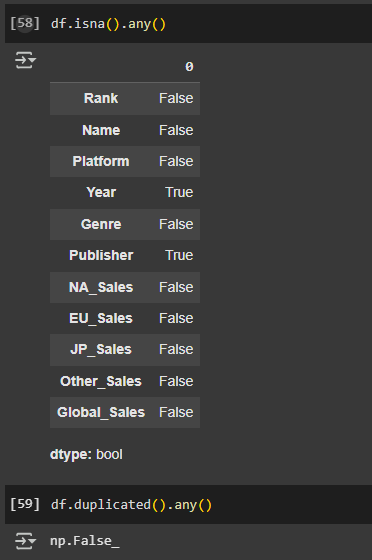 [58] df.isna().any()
0
Rank False
Name False
Platform False
Year True
Genre False
Publisher True
NA_Sales False
EU_Sales False
JP_Sales False
Other_Sales False
Global_Sales False
dtype: bool
[59] df.duplicated().any()
np.False_